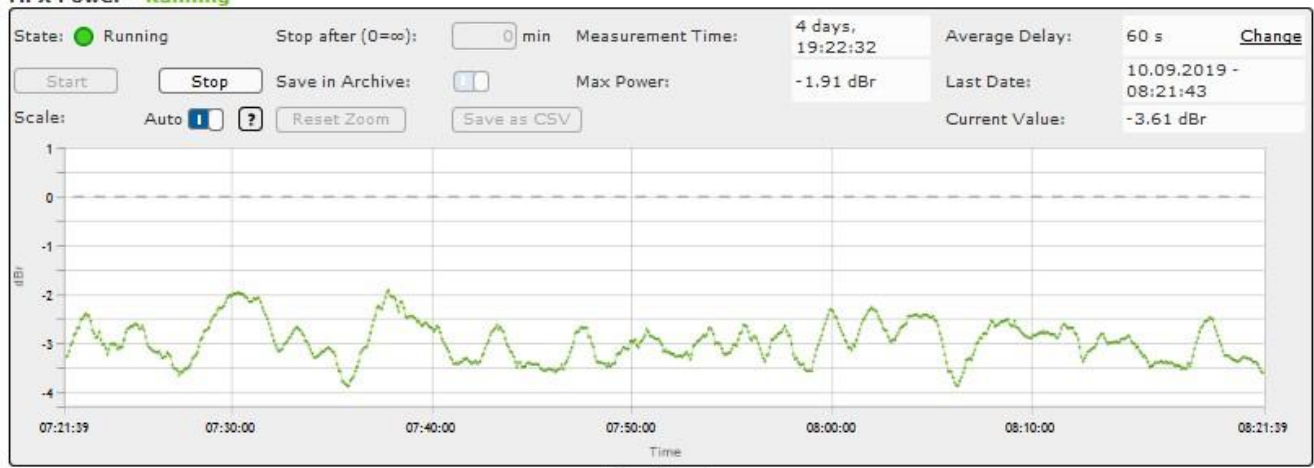 Running
State: Running Stop after (0=∞): 0 min Measurement Time: 4 days, 19:22:32 Average Delay: 60 s Change
Start Stop Save in Archive: Max Power: -1.91 dBr Last Date: 10.09.2019 - 08:21:43
Scale: Auto I ? Reset Zoom Save as CSV Current Value: -3.61 dBr
1
0
-1
dBr
-2
-3
-4
07:21:39 07:30:00 07:40:00 07:50:00 08:00:00 08:10:00 08:21:39
Time